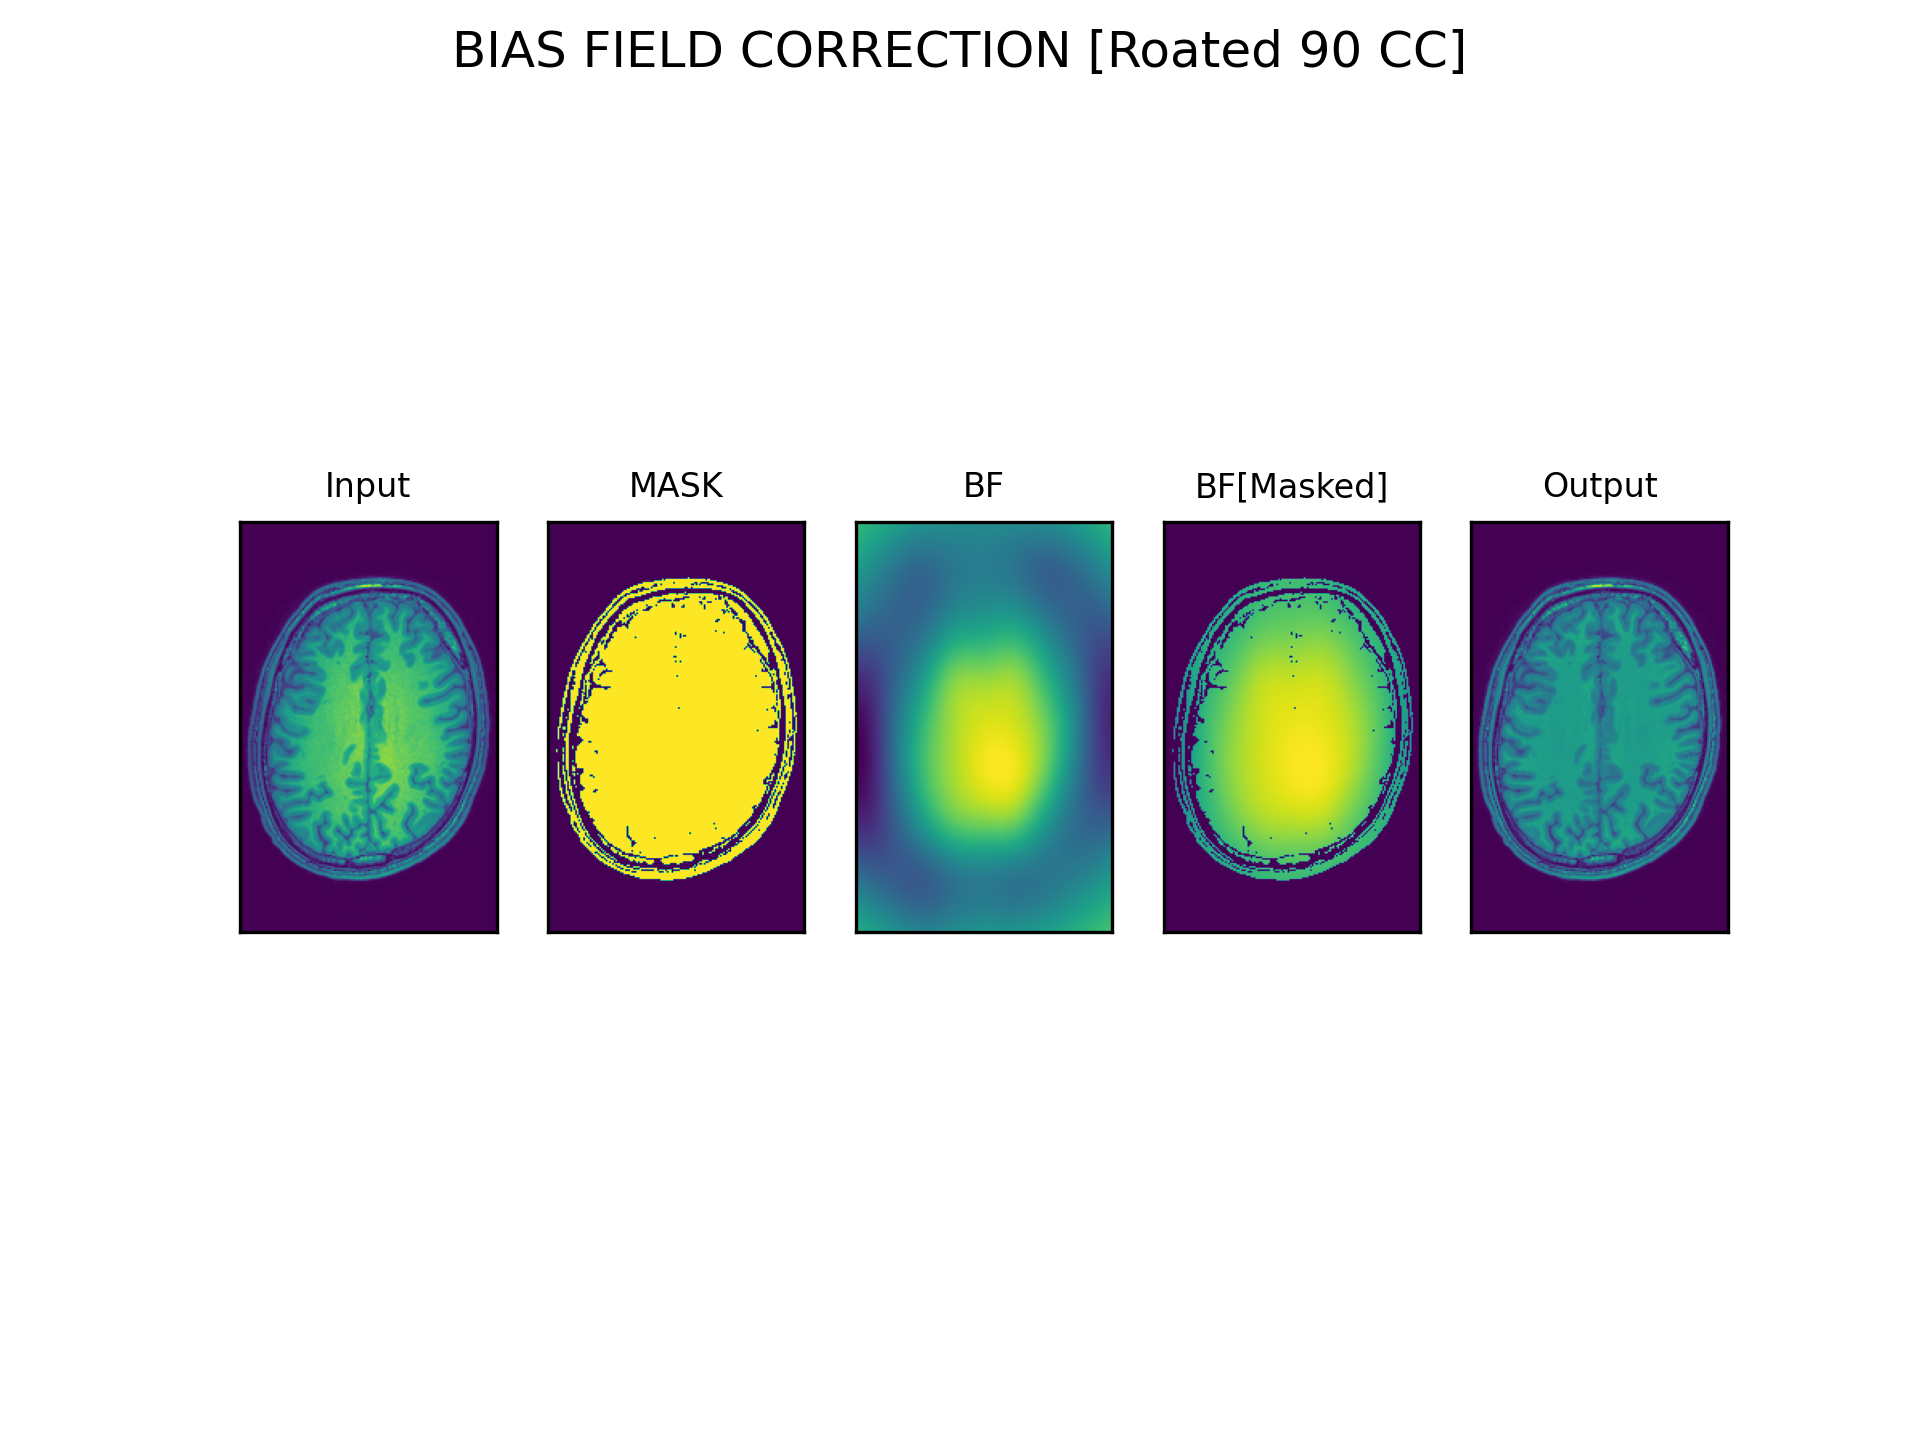 BIAS FIELD CORRECTION [Roated 90 CC]
Input
MASK
BF
BF[Masked]
Output